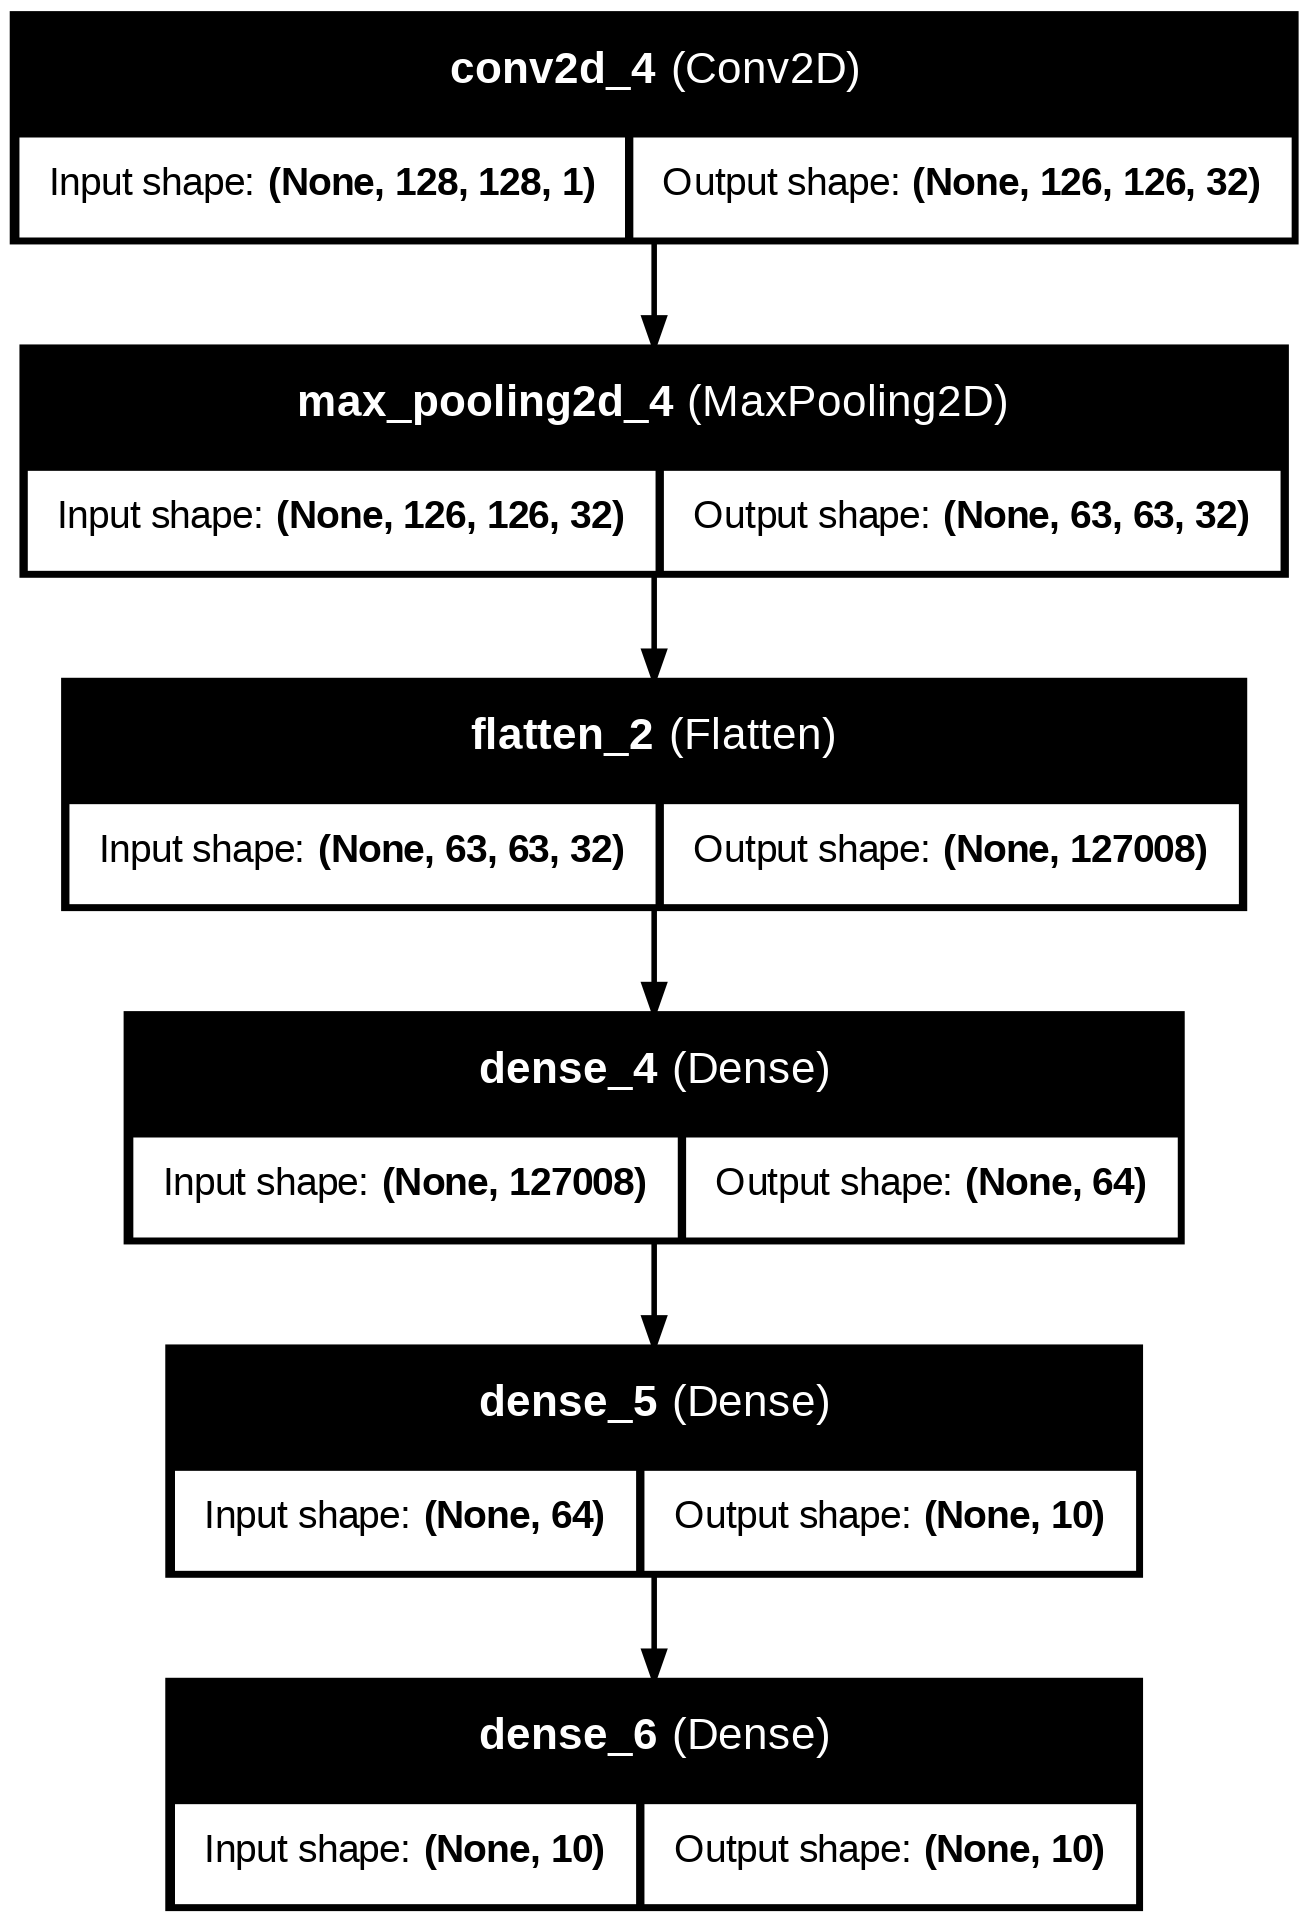 conv2d_4 (Conv2D)
Input shape: (None, 128, 128, 1) Output shape: (None, 126, 126, 32)
max_pooling2d_4 (MaxPooling2D)
Input shape: (None, 126, 126, 32) Output shape: (None, 63, 63, 32)
flatten_2 (Flatten)
Input shape: (None, 63, 63, 32) Output shape: (None, 127008)
dense_4 (Dense)
Input shape: (None, 127008) Output shape: (None, 64)
dense_5 (Dense)
Input shape: (None, 64) Output shape: (None, 10)
dense_6 (Dense)
Input shape: (None, 10) Output shape: (None, 10)